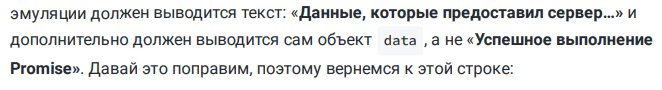 эмуляции должен выводится текст: «Данные, которые предоставил сервер…» и
дополнительно должен выводится сам объект data , а не «Успешное выполнение
Promise». Давай это поправим, поэтому вернемся к этой строке: